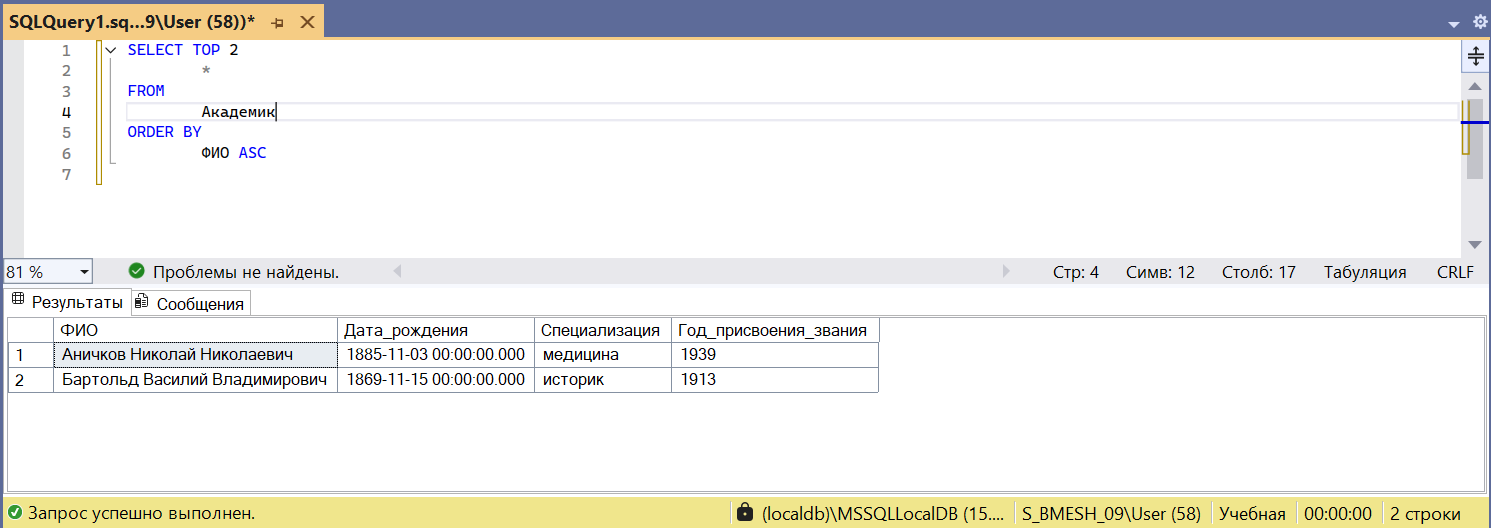 SQLQuery1.sq...9\User (58))*
1 SELECT TOP 2
2 *
3 FROM
4 Академик
5 ORDER BY
6 ФИО ASC
7
81 % Проблемы не найдены. Стр: 4 Симв: 12 Столб: 17 Табуляция CRLF
Результаты Сообщения
ФИО Дата_рождения Специализация Год_присвоения_звания
1 Аничков Николай Николаевич 1885-11-03 00:00:00.000 медицина 1939
2 Бартольд Василий Владимирович 1869-11-15 00:00:00.000 историк 1913
Запрос успешно выполнен. (localdb)\MSSQLLocalDB (15.... S_BMESH_09\User (58) Учебная 00:00:00 2 строки